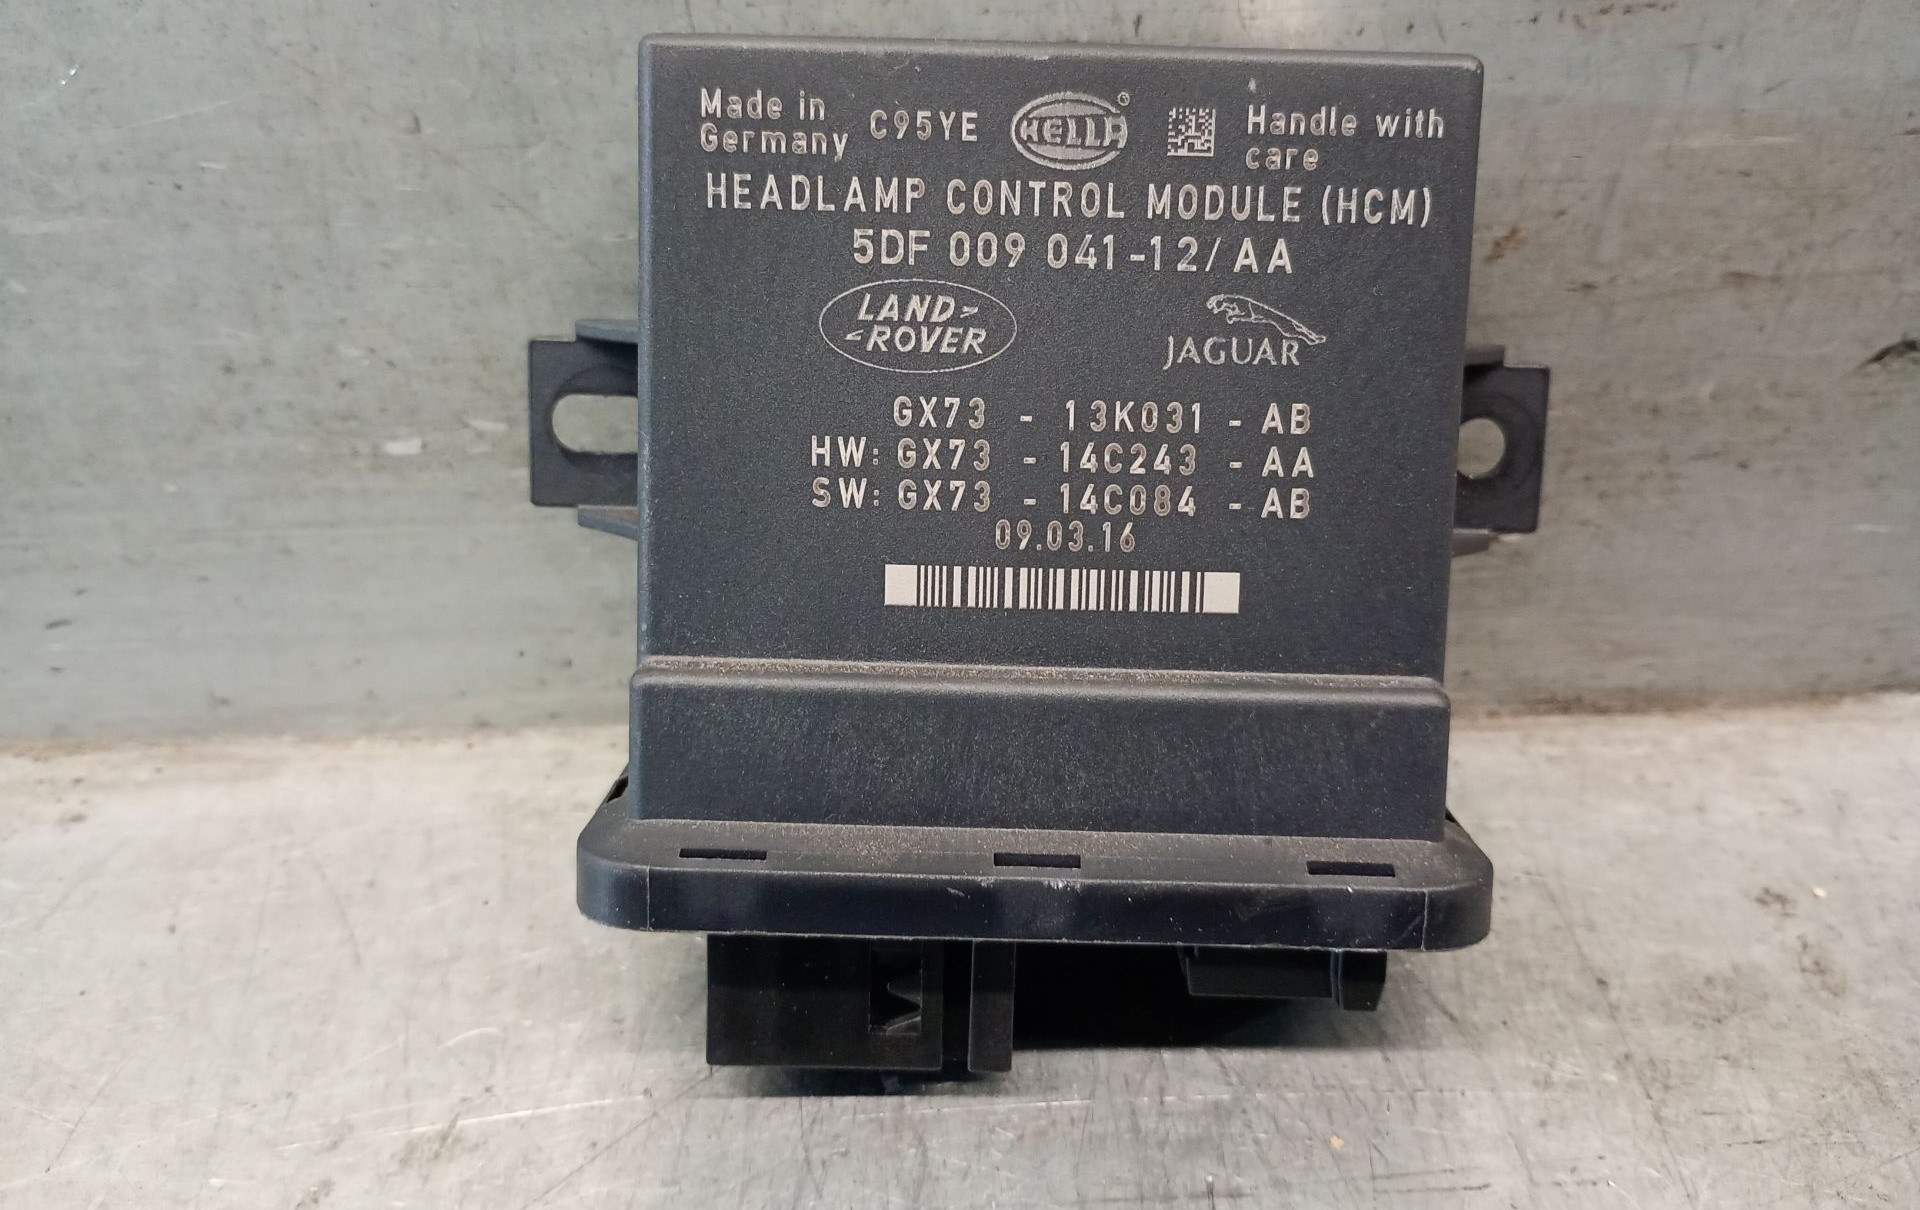 Made in
Germany
C95YE
HELLA®
Handle with
care
HEADLAMP CONTROL MODULE (HCM)
5DF 009 041-12/AA
LAND-
-ROVER
JAGUAR
GX73 - 13K031 - AB
HW: GX73 - 14C243 - AA
SW: GX73 - 14C084 - AB
09.03.16